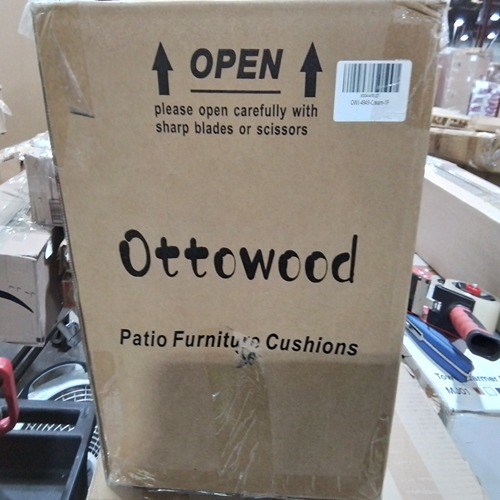 OPEN
please open carefully with
sharp blades or scissors
Ottowood
Patio Furniture Cushions